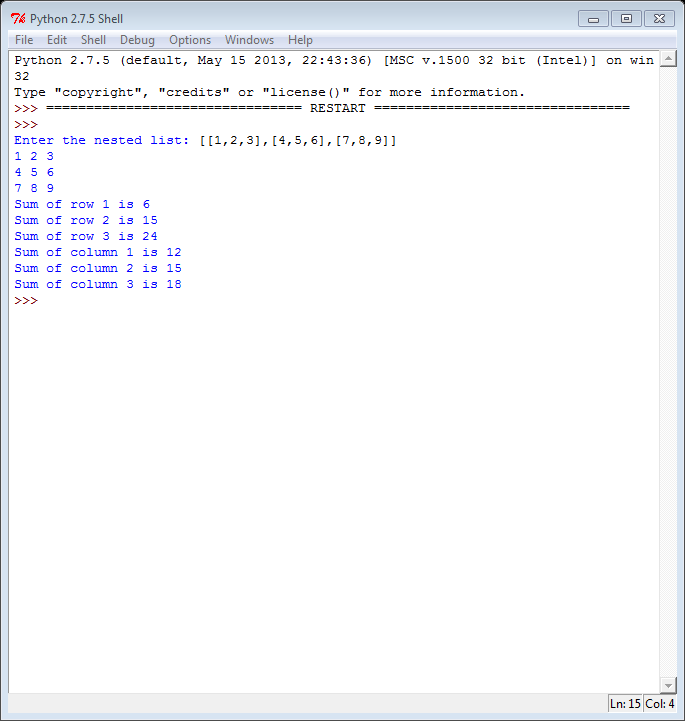 Python 2.7.5 Shell
File Edit Shell Debug Options Windows Help
Python 2.7.5 (default, May 15 2013, 22:43:36) [MSC v.1500 32 bit (Intel)] on win
32
Type "copyright", "credits" or "license()" for more information.
>>> ================================ RESTART ================================
>>>
Enter the nested list: [[1,2,3],[4,5,6],[7,8,9]]
1 2 3
4 5 6
7 8 9
Sum of row 1 is 6
Sum of row 2 is 15
Sum of row 3 is 24
Sum of column 1 is 12
Sum of column 2 is 15
Sum of column 3 is 18
>>>
Ln: 15 Col: 4